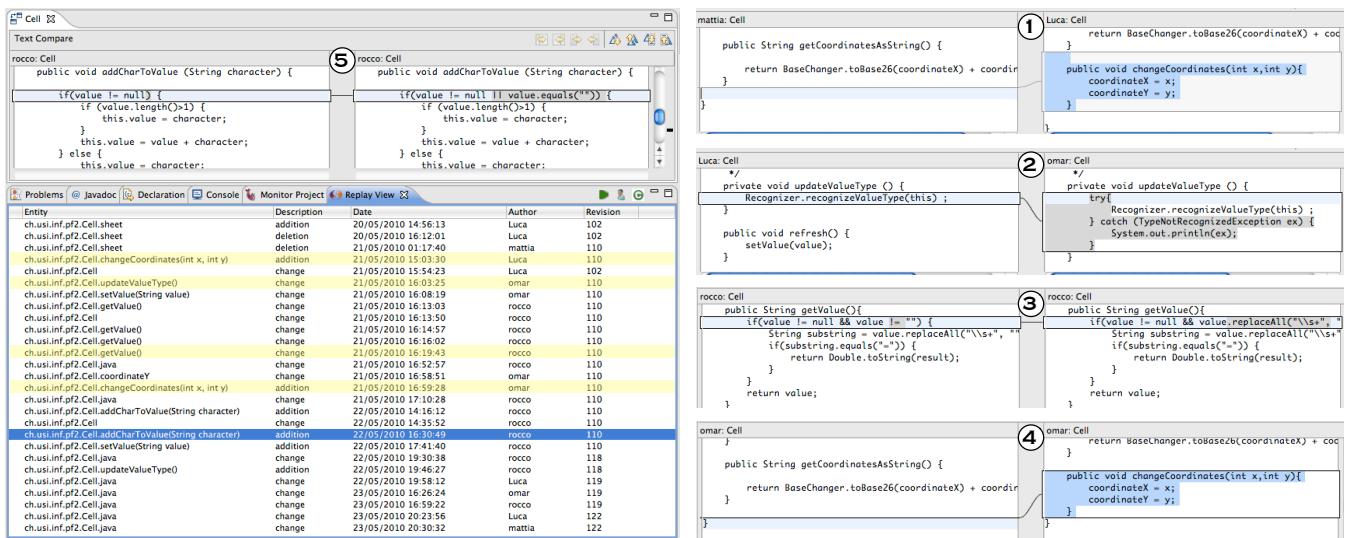 Cell
Text Compare
rocco: Cell
5
rocco: Cell
public void addCharToValue (String character) {
if(value != null) {
if (value.length()>1) {
this.value = character;
}
this.value = value + character;
} else {
this.value = character;
public void addCharToValue (String character) {
if(value != null || value.equals("")) {
if (value.length()>1) {
this.value = character;
}
this.value = value + character;
} else {
this.value = character;
Problems @ Javadoc Declaration Console Monitor Project Replay View
Entity Description Date Author Revision
ch.usi.inf.pf2.Cell.sheet addition 20/05/2010 14:56:13 Luca 102
ch.usi.inf.pf2.Cell.sheet deletion 20/05/2010 16:12:01 Luca 102
ch.usi.inf.pf2.Cell.sheet deletion 21/05/2010 01:17:40 mattia 110
ch.usi.inf.pf2.Cell.changeCoordinates(int x, int y) addition 21/05/2010 15:03:30 Luca 110
ch.usi.inf.pf2.Cell change 21/05/2010 15:54:23 Luca 102
ch.usi.inf.pf2.Cell.updateValueType() change 21/05/2010 16:03:25 omar 110
ch.usi.inf.pf2.Cell.setValue(String value) change 21/05/2010 16:08:19 omar 110
ch.usi.inf.pf2.Cell.getValue() change 21/05/2010 16:13:03 rocco 110
ch.usi.inf.pf2.Cell change 21/05/2010 16:13:50 rocco 110
ch.usi.inf.pf2.Cell.getValue() change 21/05/2010 16:14:57 rocco 110
ch.usi.inf.pf2.Cell.getValue() change 21/05/2010 16:16:02 rocco 110
ch.usi.inf.pf2.Cell.getValue() change 21/05/2010 16:19:43 rocco 110
ch.usi.inf.pf2.Cell.java change 21/05/2010 16:52:57 rocco 110
ch.usi.inf.pf2.Cell.coordinateY change 21/05/2010 16:58:51 omar 110
ch.usi.inf.pf2.Cell.changeCoordinates(int x, int y) addition 21/05/2010 16:59:28 omar 110
ch.usi.inf.pf2.Cell.java change 21/05/2010 17:10:28 rocco 110
ch.usi.inf.pf2.Cell.addCharToValue(String character) addition 22/05/2010 14:16:12 rocco 110
ch.usi.inf.pf2.Cell change 22/05/2010 14:35:52 rocco 110
ch.usi.inf.pf2.Cell.addCharToValue(String character) addition 22/05/2010 16:30:49 rocco 110
ch.usi.inf.pf2.Cell.setValue(String value) change 22/05/2010 17:41:40 rocco 110
ch.usi.inf.pf2.Cell.java change 22/05/2010 19:30:38 rocco 118
ch.usi.inf.pf2.Cell.updateValueType() addition 22/05/2010 19:46:27 rocco 118
ch.usi.inf.pf2.Cell.java change 22/05/2010 19:58:12 Luca 119
ch.usi.inf.pf2.Cell.java change 23/05/2010 16:26:24 omar 119
ch.usi.inf.pf2.Cell.java change 23/05/2010 16:59:22 rocco 119
ch.usi.inf.pf2.Cell.java change 23/05/2010 20:23:56 Luca 122
ch.usi.inf.pf2.Cell.java change 23/05/2010 20:30:32 mattia 122
mattia: Cell
1
Luca: Cell
public String getCoordinatesAsString() {
return BaseChanger.toBase26(coordinateX) + coordin
}
}
return BaseChanger.toBase26(coordinateX) + cod
}
public void changeCoordinates(int x,int y){
coordinateX = x;
coordinateY = y;
}
}
Luca: Cell
2
omar: Cell
*/
private void updateValueType () {
Recognizer.recognizeValueType(this) ;
}
public void refresh() {
setValue(value);
}
*/
private void updateValueType () {
try{
Recognizer.recognizeValueType(this) ;
} catch (TypeNotRecognizedException ex) {
System.out.println(ex);
}
}
rocco: Cell
3
rocco: Cell
public String getValue(){
if(value != null && value != "") {
String substring = value.replaceAll("\\s+", ""
if(substring.equals("=")) {
return Double.toString(result);
}
}
return value;
}
public String getValue(){
if(value != null && value.replaceAll("\\s+", "
String substring = value.replaceAll("\\s+"
if(substring.equals("=")) {
return Double.toString(result);
}
}
return value;
}
omar: Cell
4
omar: Cell
}
public String getCoordinatesAsString() {
return BaseChanger.toBase26(coordinateX) + coordin
}
}
return BaseChanger.toBase26(coordinateX) + cod
}
public void changeCoordinates(int x,int y){
coordinateX = x;
coordinateY = y;
}
}